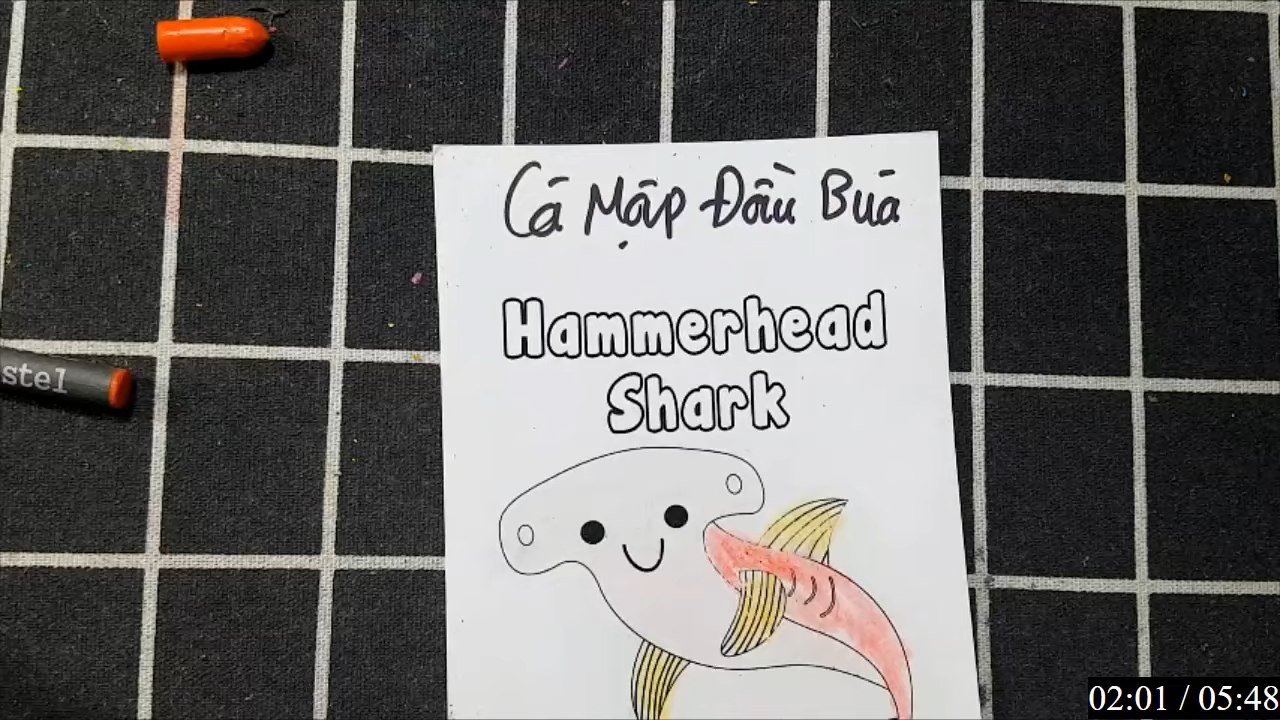 Cá Mập Đầu Búa
Hammerhead
Shark
stel
02:01 / 05:48